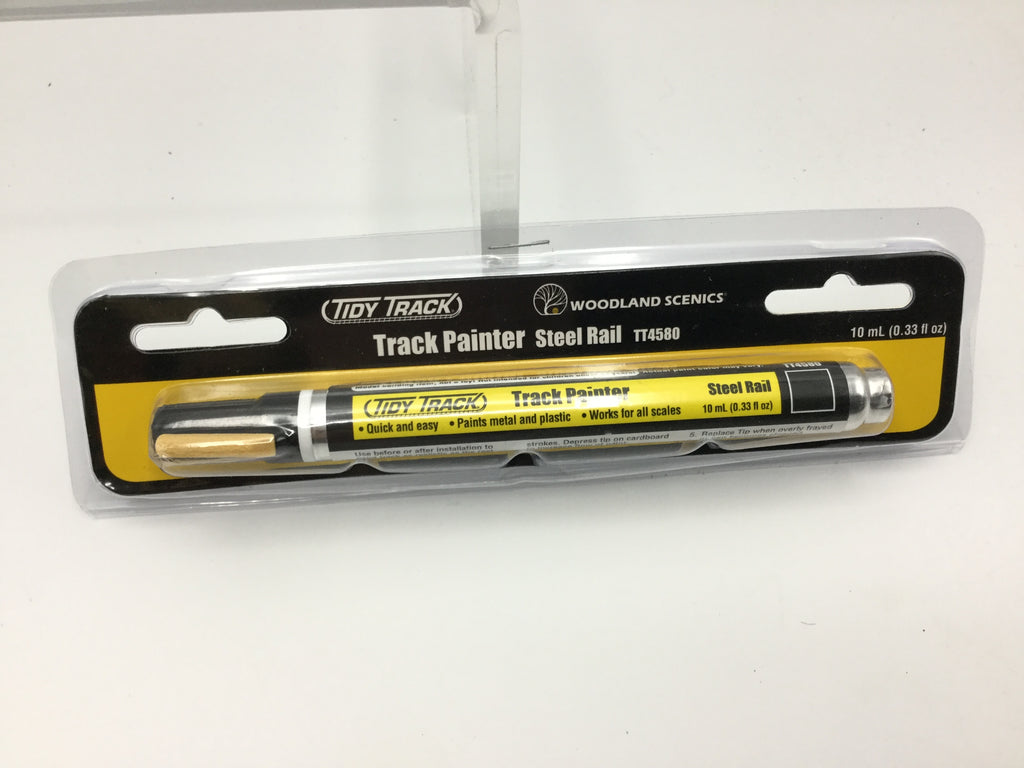 TIDY TRACK
WOODLAND SCENICS
Track Painter Steel Rail TT4580
10 mL (0.33 fl oz)
TT4580
TIDY TRACK Track Painter Steel Rail
• Quick and easy • Paints metal and plastic • Works for all scales 10 mL (0.33 fl oz)
Use before or after installation to
strokes. Depress tip on cardboard
5. Replace Tip when overly frayed